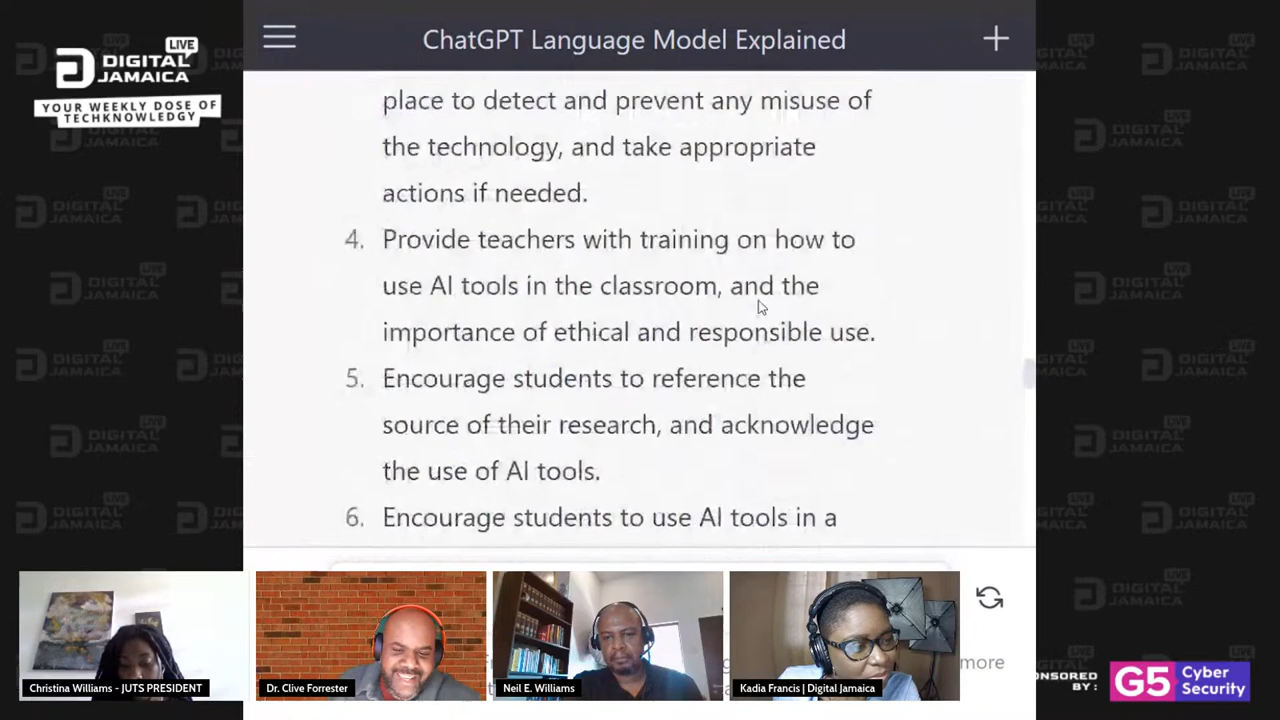 LIVE
DIGITAL
JAMAICA
YOUR WEEKLY DOSE OF
TECHKNOWLEDGY
ChatGPT Language Model Explained
place to detect and prevent any misuse of
the technology, and take appropriate
actions if needed.
4. Provide teachers with training on how to
use AI tools in the classroom, and the
importance of ethical and responsible use.
5. Encourage students to reference the
source of their research, and acknowledge
the use of AI tools.
6. Encourage students to use AI tools in a
more
Christina Williams - JUTS PRESIDENT
Dr. Clive Forrester
Neil E. Williams
Kadia Francis | Digital Jamaica
ONSORED
BY:
G5 Cyber
Security